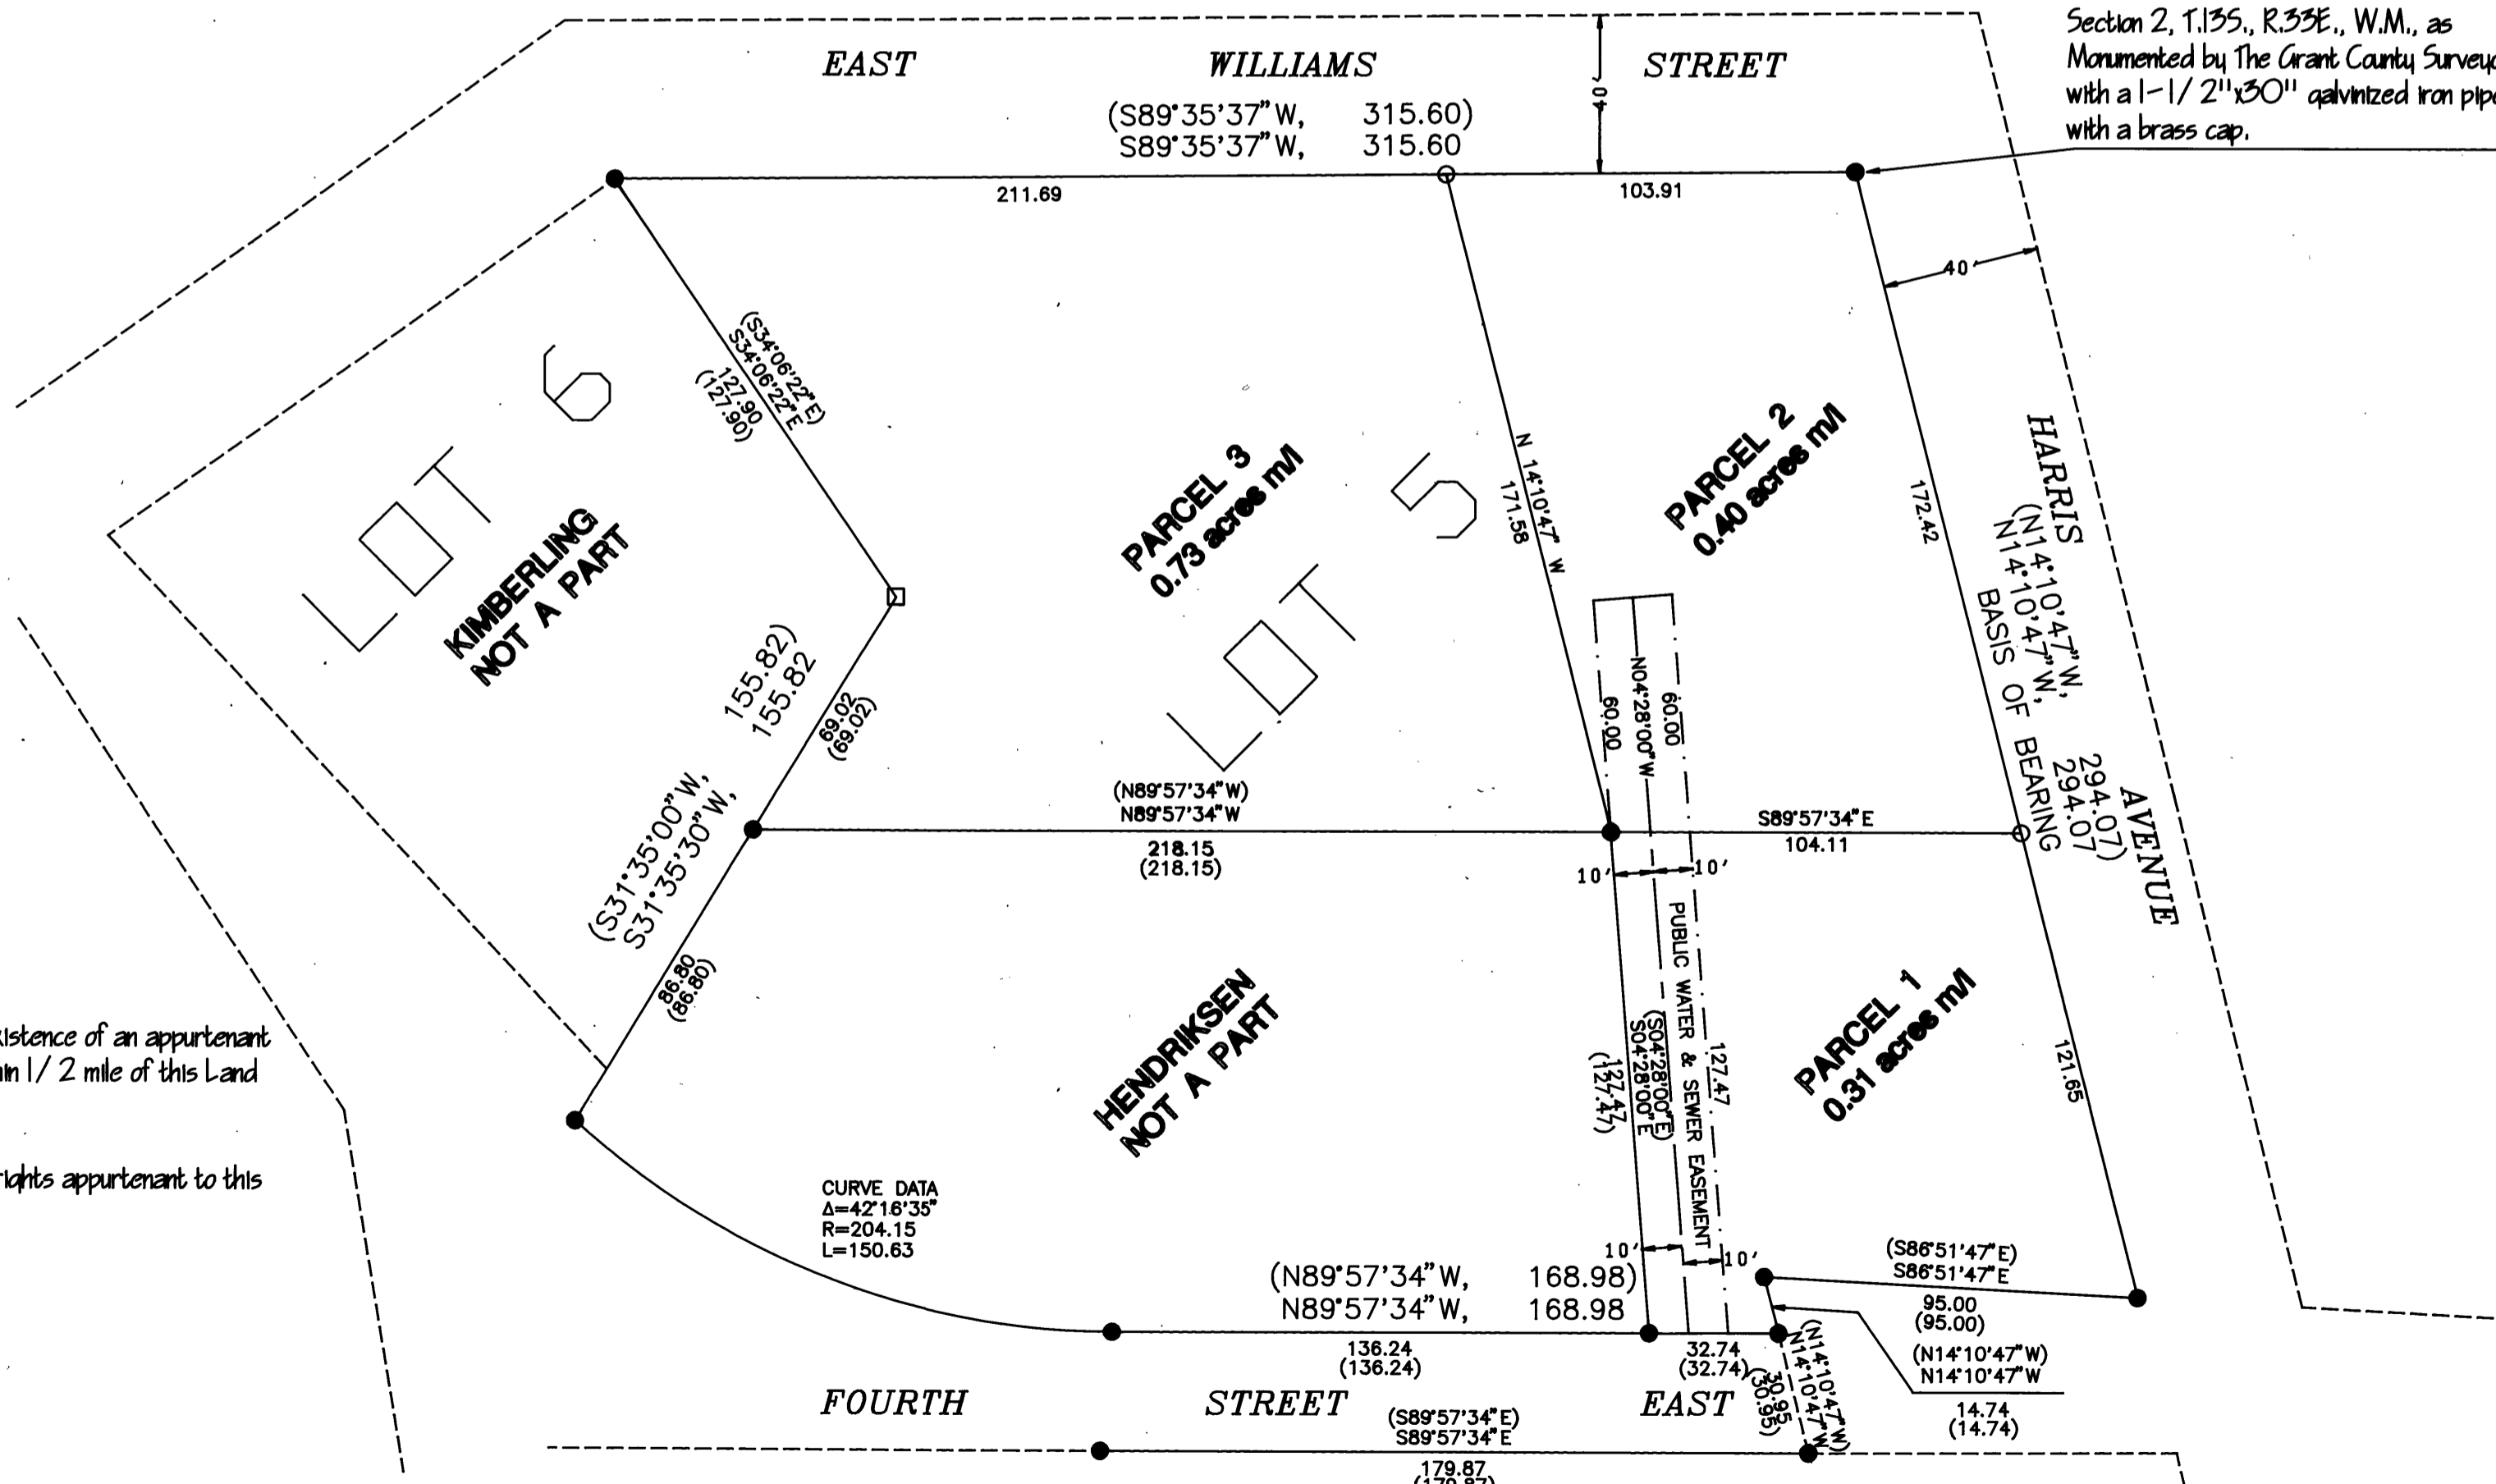 Section 2, T.13S., R.33E., W.M., as
Monumented by The Grant County Surveyo
with a 1-1/2"x30" galvinized iron pipe
with a brass cap.
EAST WILLIAMS STREET
40'
(S89°35'37"W, 315.60)
S89°35'37"W, 315.60
211.69
103.91
40'
(S34°06'22"E)
S34°06'22"E
127.90
(127.90)
LOT 6
KIMBERLING
NOT A PART
PARCEL 3
0.73 acres m/l
LOT 5
N 14°10'47" W
171.58
PARCEL 2
0.40 acres m/l
172.42
HARRIS AVENUE
(N14°10'47"W, 294.07)
N14°10'47"W, 294.07
BASIS OF BEARING
155.82)
155.82
(S31°35'00"W,
S31°35'30"W,
69.02
(69.02)
86.80
(86.80)
60.00
N04°28'00"W
60.00
(N89°57'34"W)
N89°57'34"W
218.15
(218.15)
S89°57'34"E
104.11
10'
10'
PUBLIC WATER & SEWER EASEMENT
127.47
(S04°28'00"E)
S04°28'00"E
127.47
(127.47)
HENDRIKSEN
NOT A PART
PARCEL 1
0.31 acres m/l
121.65
xistence of an appurtenant
in 1/2 mile of this Land
rights appurtenant to this
CURVE DATA
Δ=42°16'35"
R=204.15
L=150.63
10'
10'
(N89°57'34"W, 168.98)
N89°57'34"W, 168.98
(S86°51'47"E)
S86°51'47"E
95.00
(95.00)
136.24
(136.24)
32.74
(32.74)
(N14°10'47"W)
N14°10'47"W
14.74
(14.74)
(N14°10'47"W)
N14°10'47"W
30.95
(30.95)
FOURTH STREET EAST
(S89°57'34"E)
S89°57'34"E
179.87
(179.87)